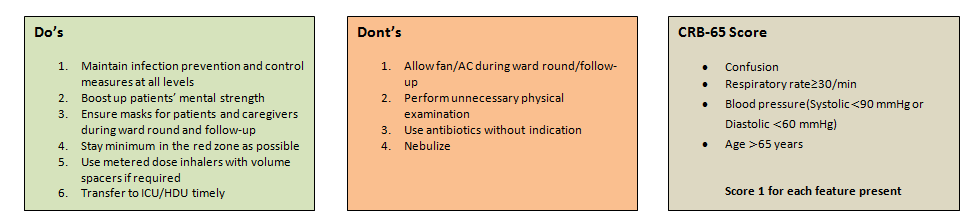 Do's
1. Maintain infection prevention and control
measures at all levels
2. Boost up patients' mental strength
3. Ensure masks for patients and caregivers
during ward round and follow-up
4. Stay minimum in the red zone as possible
5. Use metered dose inhalers with volume
spacers if required
6. Transfer to ICU/HDU timely
Dont's
1. Allow fan/AC during ward round/follow-
up
2. Perform unnecessary physical
examination
3. Use antibiotics without indication
4. Nebulize
CRB-65 Score
• Confusion
• Respiratory rate≥30/min
• Blood pressure(Systolic<90 mmHg or
Diastolic <60 mmHg)
• Age >65 years
Score 1 for each feature present